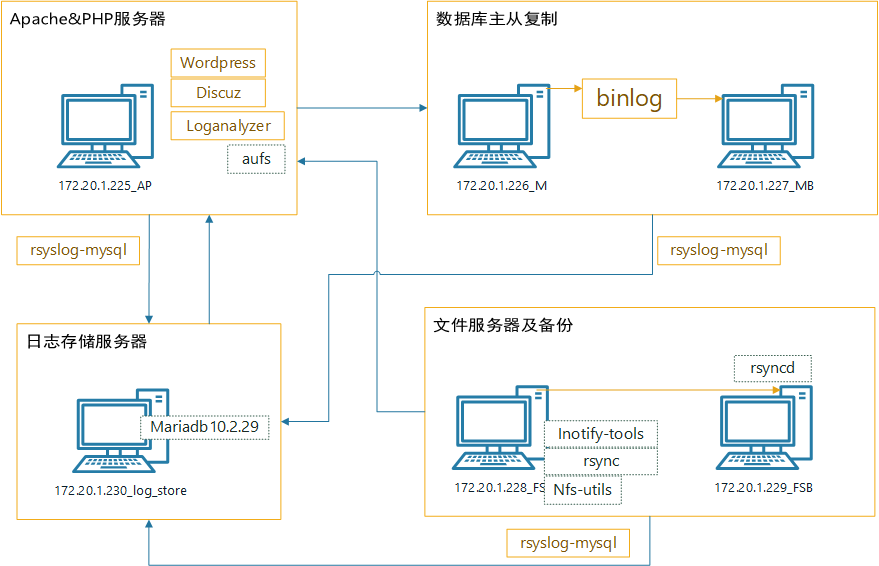 Apache&PHP服务器
Wordpress
Discuz
Loganalyzer
aufs
172.20.1.225_AP
数据库主从复制
binlog
172.20.1.226_M
172.20.1.227_MB
rsyslog-mysql
rsyslog-mysql
日志存储服务器
Mariadb10.2.29
172.20.1.230_log_store
文件服务器及备份
rsyncd
Inotify-tools
rsync
Nfs-utils
172.20.1.228_FS
172.20.1.229_FSB
rsyslog-mysql